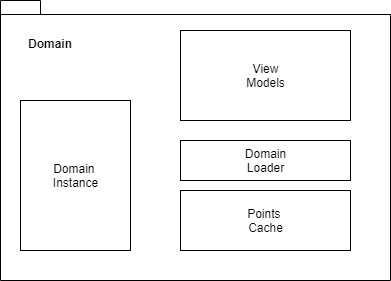 Domain
View
Models
Domain
Instance
Domain
Loader
Points
Cache